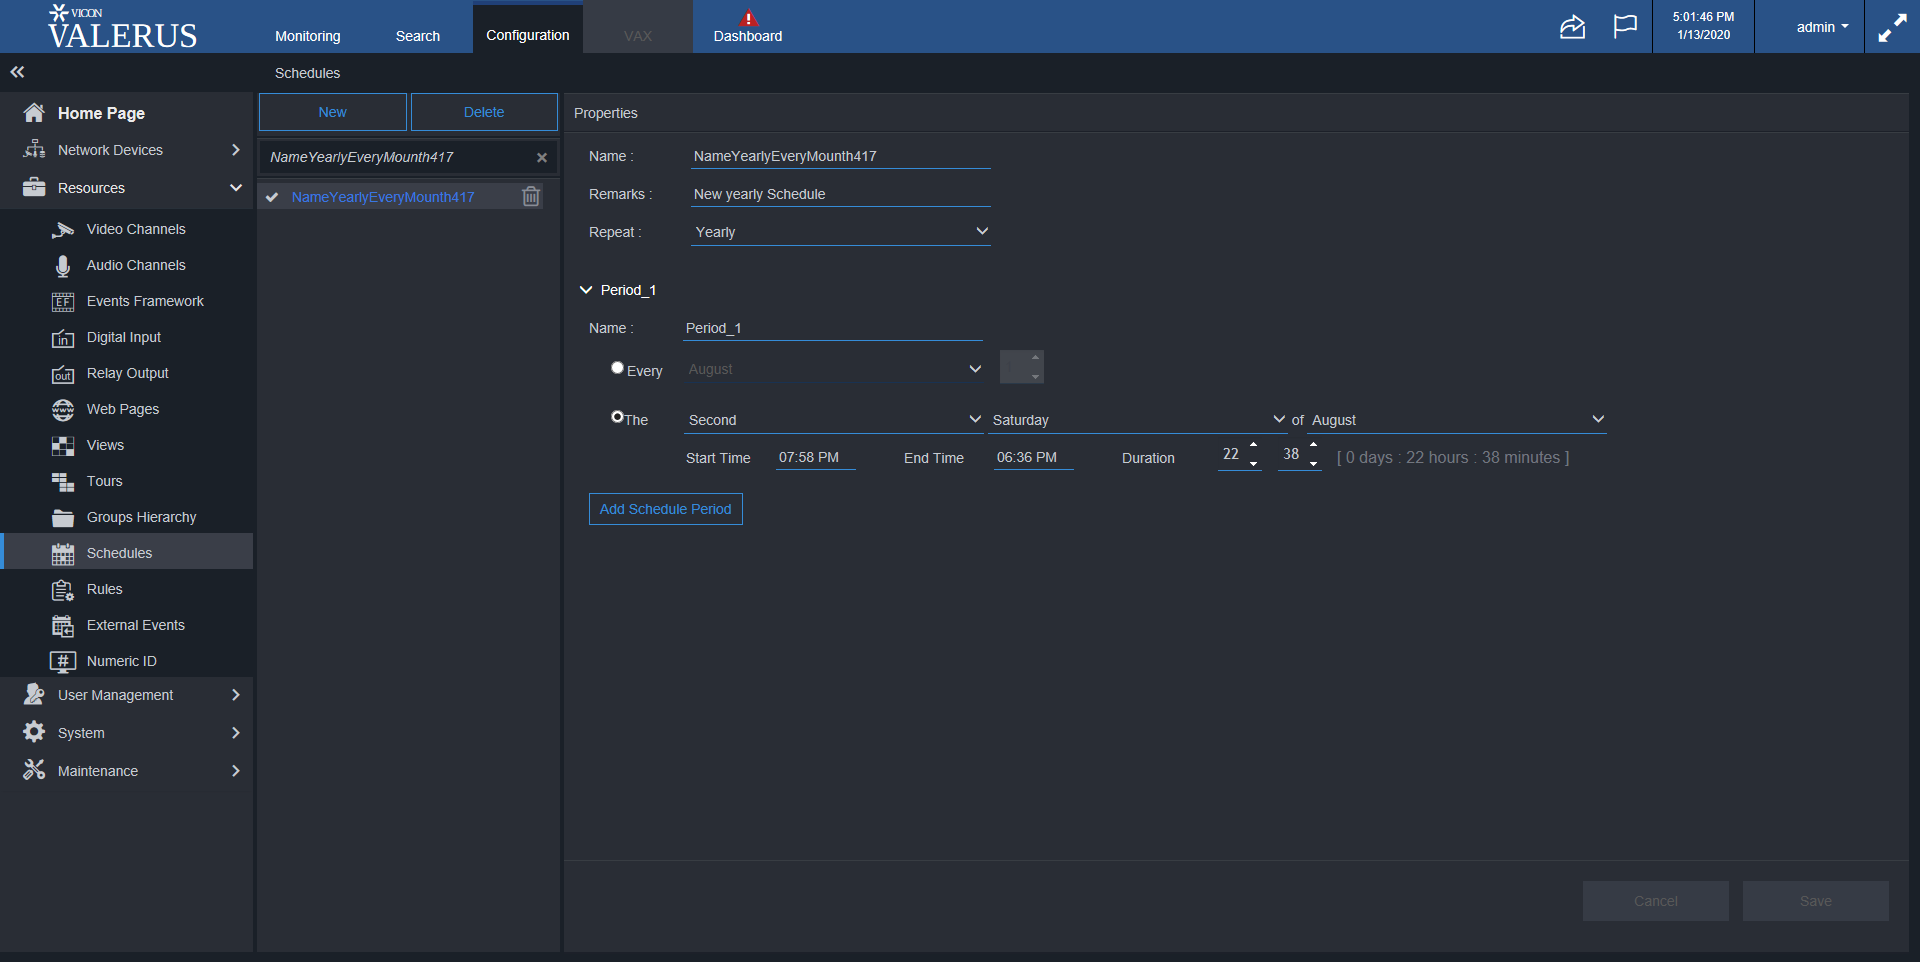 VICON
VALERUS
Monitoring
Search
Configuration
VAX
Dashboard
5:01:46 PM
1/13/2020
admin
Schedules
Home Page
Network Devices
Resources
Video Channels
Audio Channels
EF
Events Framework
in
Digital Input
out
Relay Output
www
Web Pages
Views
Tours
Groups Hierarchy
Schedules
Rules
External Events
#
Numeric ID
User Management
System
Maintenance
New
Delete
NameYearlyEveryMounth417
NameYearlyEveryMounth417
Properties
Name : NameYearlyEveryMounth417
Remarks : New yearly Schedule
Repeat : Yearly
Period_1
Name : Period_1
Every August
The Second Saturday of August
Start Time 07:58 PM End Time 06:36 PM Duration 22 38 [ 0 days : 22 hours : 38 minutes ]
Add Schedule Period
Cancel
Save